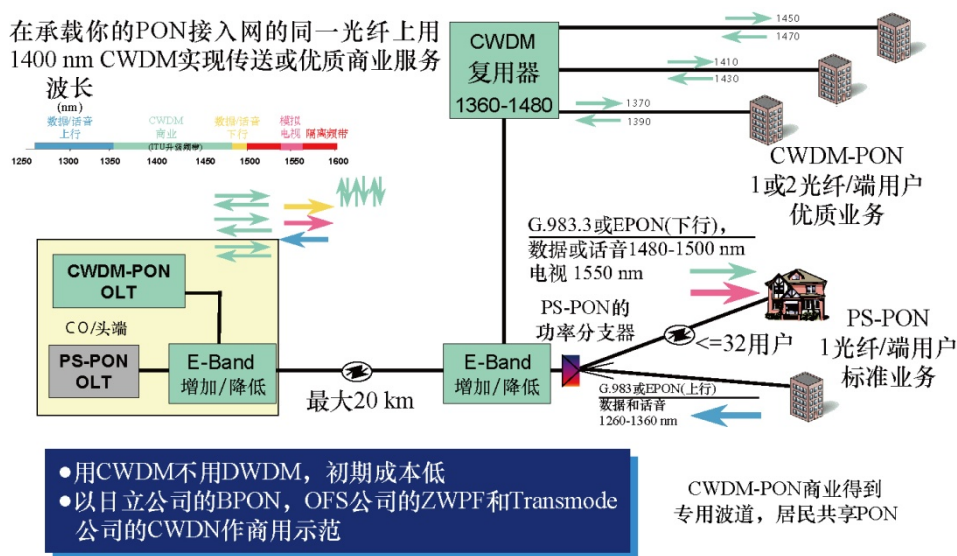 在承载你的PON接入网的同一光纤上用
1400 nm CWDM实现传送或优质商业服务
波长
(nm)
数据/话音
上行
CWDM
商业
(ITU升强频带)
数据/话音
下行
模拟
电视
隔离频带
1250 1300 1350 1400 1450 1500 1550 1600
CWDM
复用器
1360-1480
1450
1470
1410
1430
1370
1390
CWDM-PON
1或2光纤/端用户
优质业务
G.983.3或EPON(下行),
数据或话音1480-1500 nm
电视 1550 nm
CWDM-PON
OLT
CO/头端
PS-PON
OLT
E-Band
增加/降低
最大20 km
E-Band
增加/降低
PS-PON的
功率分支器
<=32用户
PS-PON
1光纤/端用户
标准业务
G.983或EPON(上行)
数据和话音
1260-1360 nm
●用CWDM不用DWDM，初期成本低
●以日立公司的BPON，OFS公司的ZWPF和Transmode
公司的CWDN作商用示范
CWDM-PON商业得到
专用波道，居民共享PON